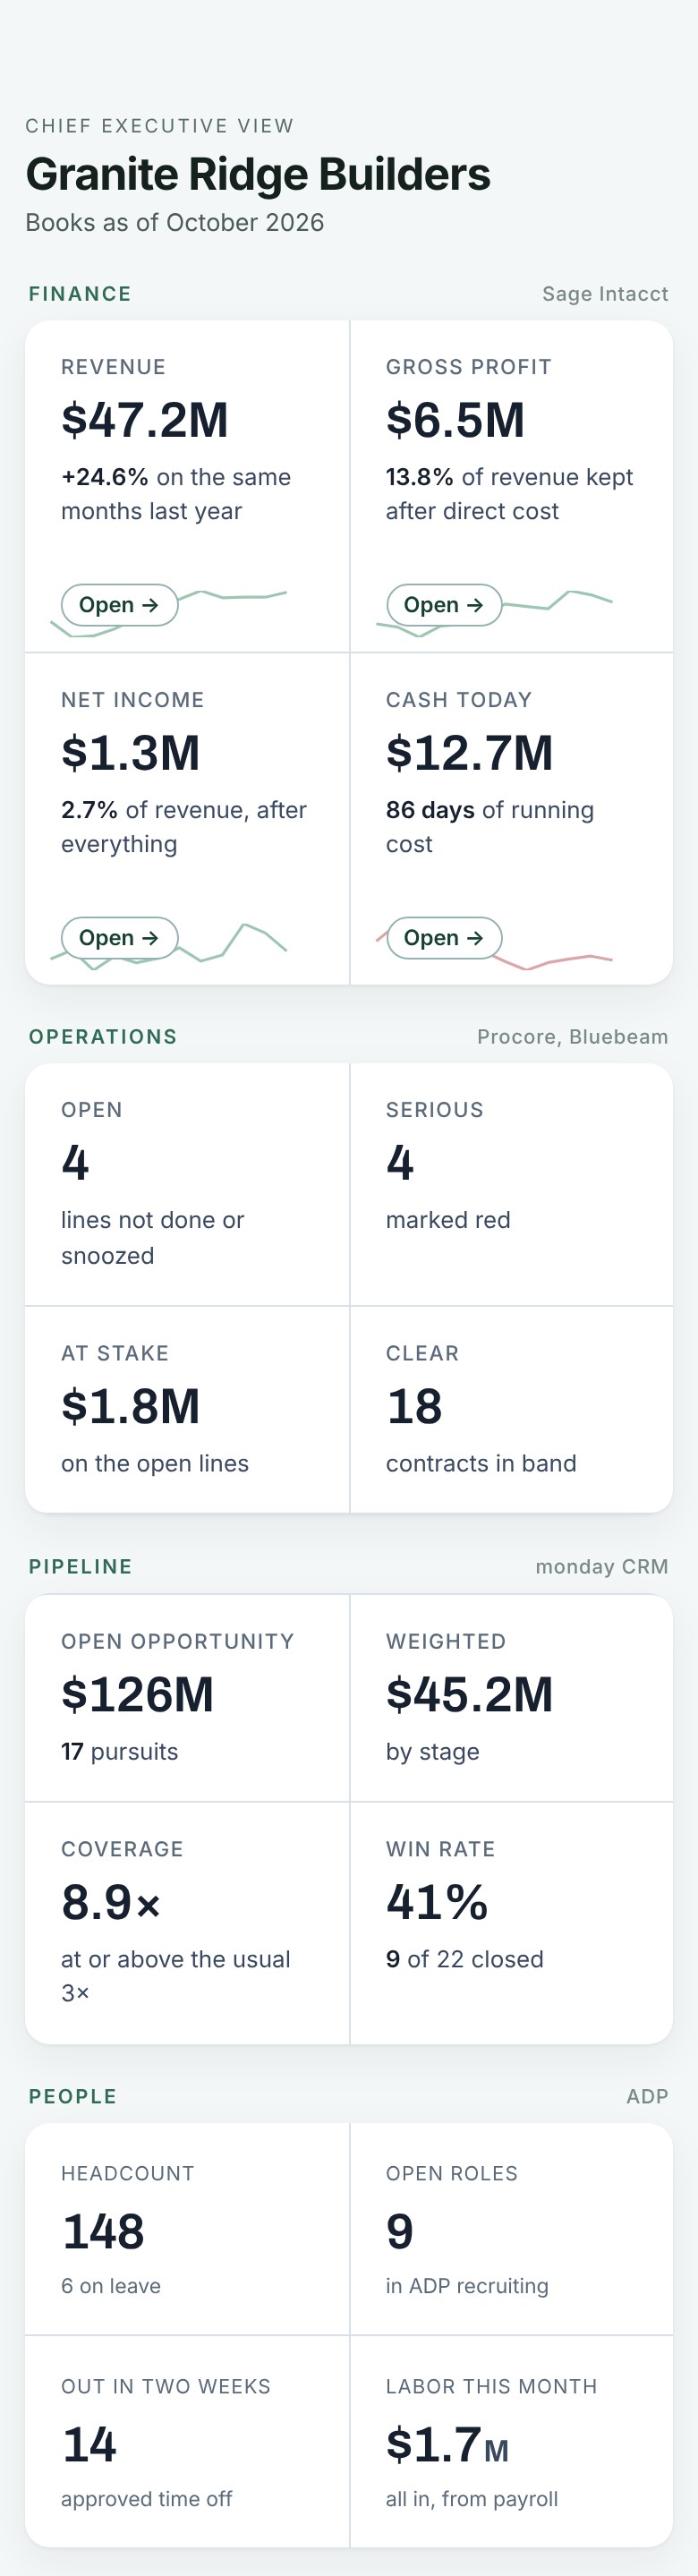 CHIEF EXECUTIVE VIEW
Granite Ridge Builders
Books as of October 2026
FINANCE
Sage Intacct
REVENUE
$47.2M
+24.6% on the same
months last year
Open →
GROSS PROFIT
$6.5M
13.8% of revenue kept
after direct cost
Open →
NET INCOME
$1.3M
2.7% of revenue, after
everything
Open →
CASH TODAY
$12.7M
86 days of running
cost
Open →
OPERATIONS
Procore, Bluebeam
OPEN
4
lines not done or
snoozed
SERIOUS
4
marked red
AT STAKE
$1.8M
on the open lines
CLEAR
18
contracts in band
PIPELINE
monday CRM
OPEN OPPORTUNITY
$126M
17 pursuits
WEIGHTED
$45.2M
by stage
COVERAGE
8.9×
at or above the usual
3×
WIN RATE
41%
9 of 22 closed
PEOPLE
ADP
HEADCOUNT
148
6 on leave
OPEN ROLES
9
in ADP recruiting
OUT IN TWO WEEKS
14
approved time off
LABOR THIS MONTH
$1.7M
all in, from payroll